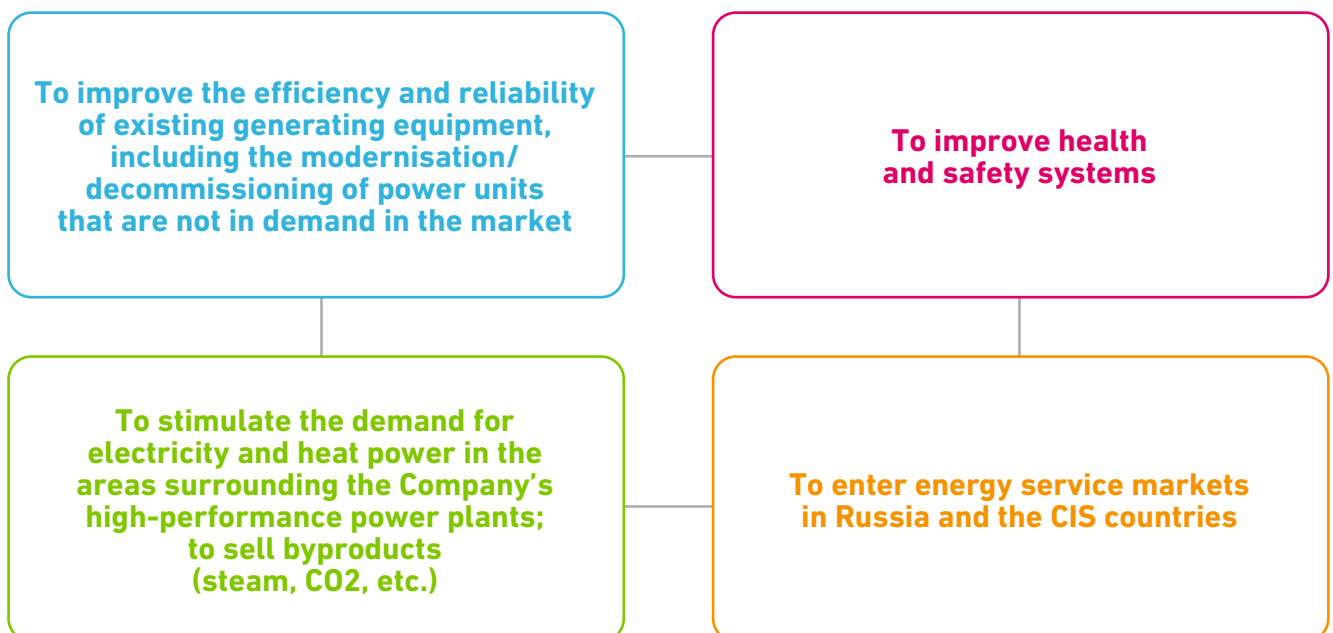 To improve the efficiency and reliability
of existing generating equipment,
including the modernisation/
decommissioning of power units
that are not in demand in the market
To improve health
and safety systems
To stimulate the demand for
electricity and heat power in the
areas surrounding the Company’s
high-performance power plants;
to sell byproducts
(steam, CO2, etc.)
To enter energy service markets
in Russia and the CIS countries